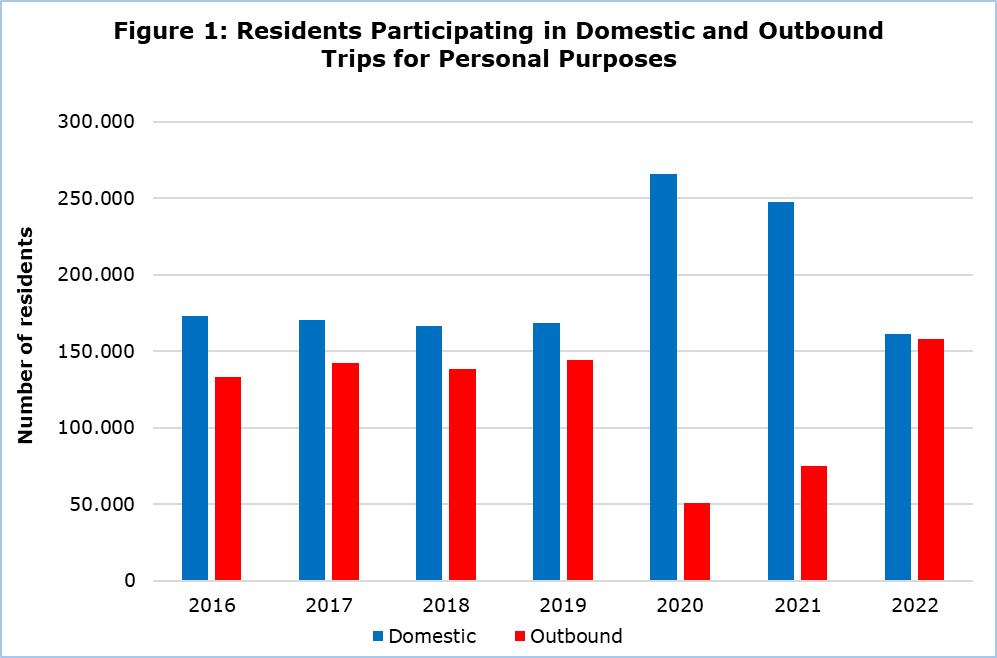 Figure 1: Residents Participating in Domestic and Outbound
Trips for Personal Purposes
Number of residents
300.000
250.000
200.000
150.000
100.000
50.000
0
2016 2017 2018 2019 2020 2021 2022
Domestic Outbound